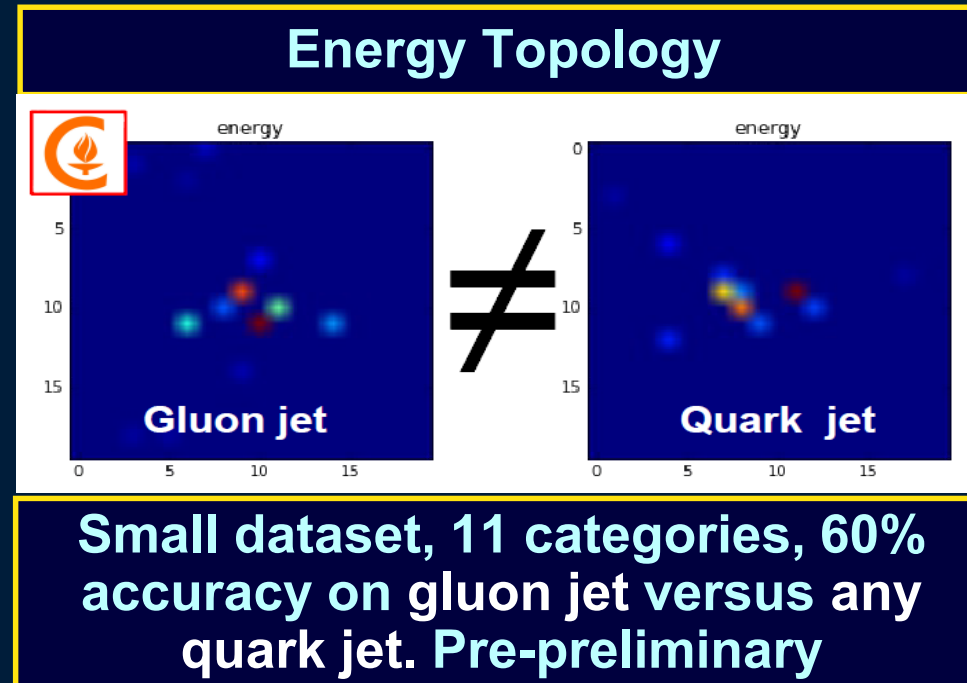 Energy Topology
energy
energy
0
5
5
10
10
15
15
Gluon jet
Quark jet
≠
0 5 10 15
0 5 10 15
Small dataset, 11 categories, 60%
accuracy on gluon jet versus any
quark jet. Pre-preliminary